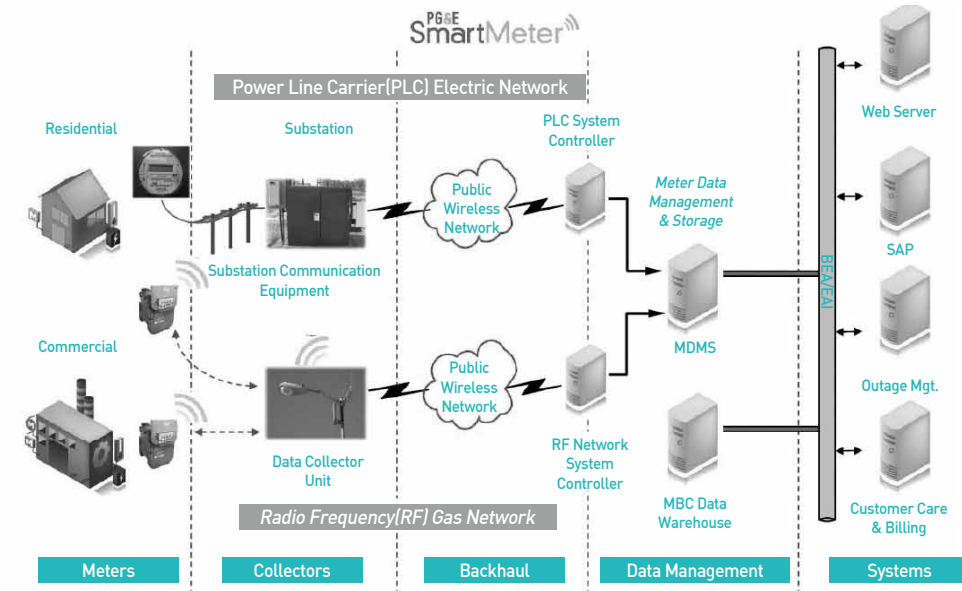 PG&E
SmartMeter
Power Line Carrier(PLC) Electric Network
Residential
Substation
PLC System
Controller
Web Server
Public
Wireless
Network
Meter Data
Management
& Storage
SAP
Substation Communication
Equipment
BEA/EAI
MDMS
Commercial
Public
Wireless
Network
Outage Mgt.
Data Collector
Unit
RF Network
System
Controller
MBC Data
Warehouse
Customer Care
& Billing
Radio Frequency(RF) Gas Network
Meters
Collectors
Backhaul
Data Management
Systems